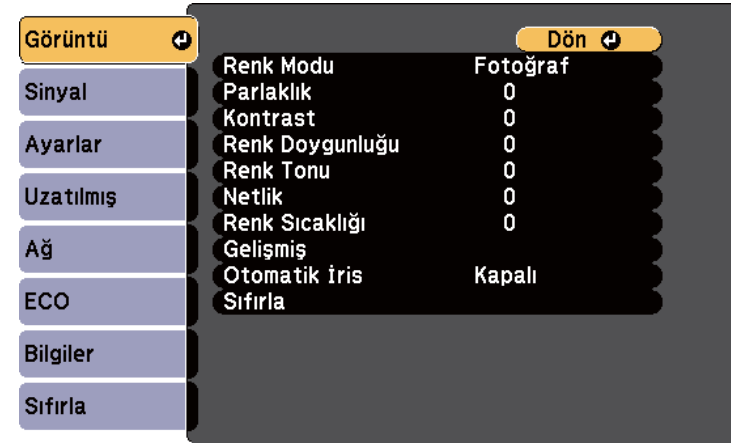 Görüntü
Sinyal
Ayarlar
Uzatılmış
Ağ
ECO
Bilgiler
Sıfırla
Dön
Renk Modu Fotoğraf
Parlaklık 0
Kontrast 0
Renk Doygunluğu 0
Renk Tonu 0
Netlik 0
Renk Sıcaklığı 0
Gelişmiş
Otomatik İris Kapalı
Sıfırla